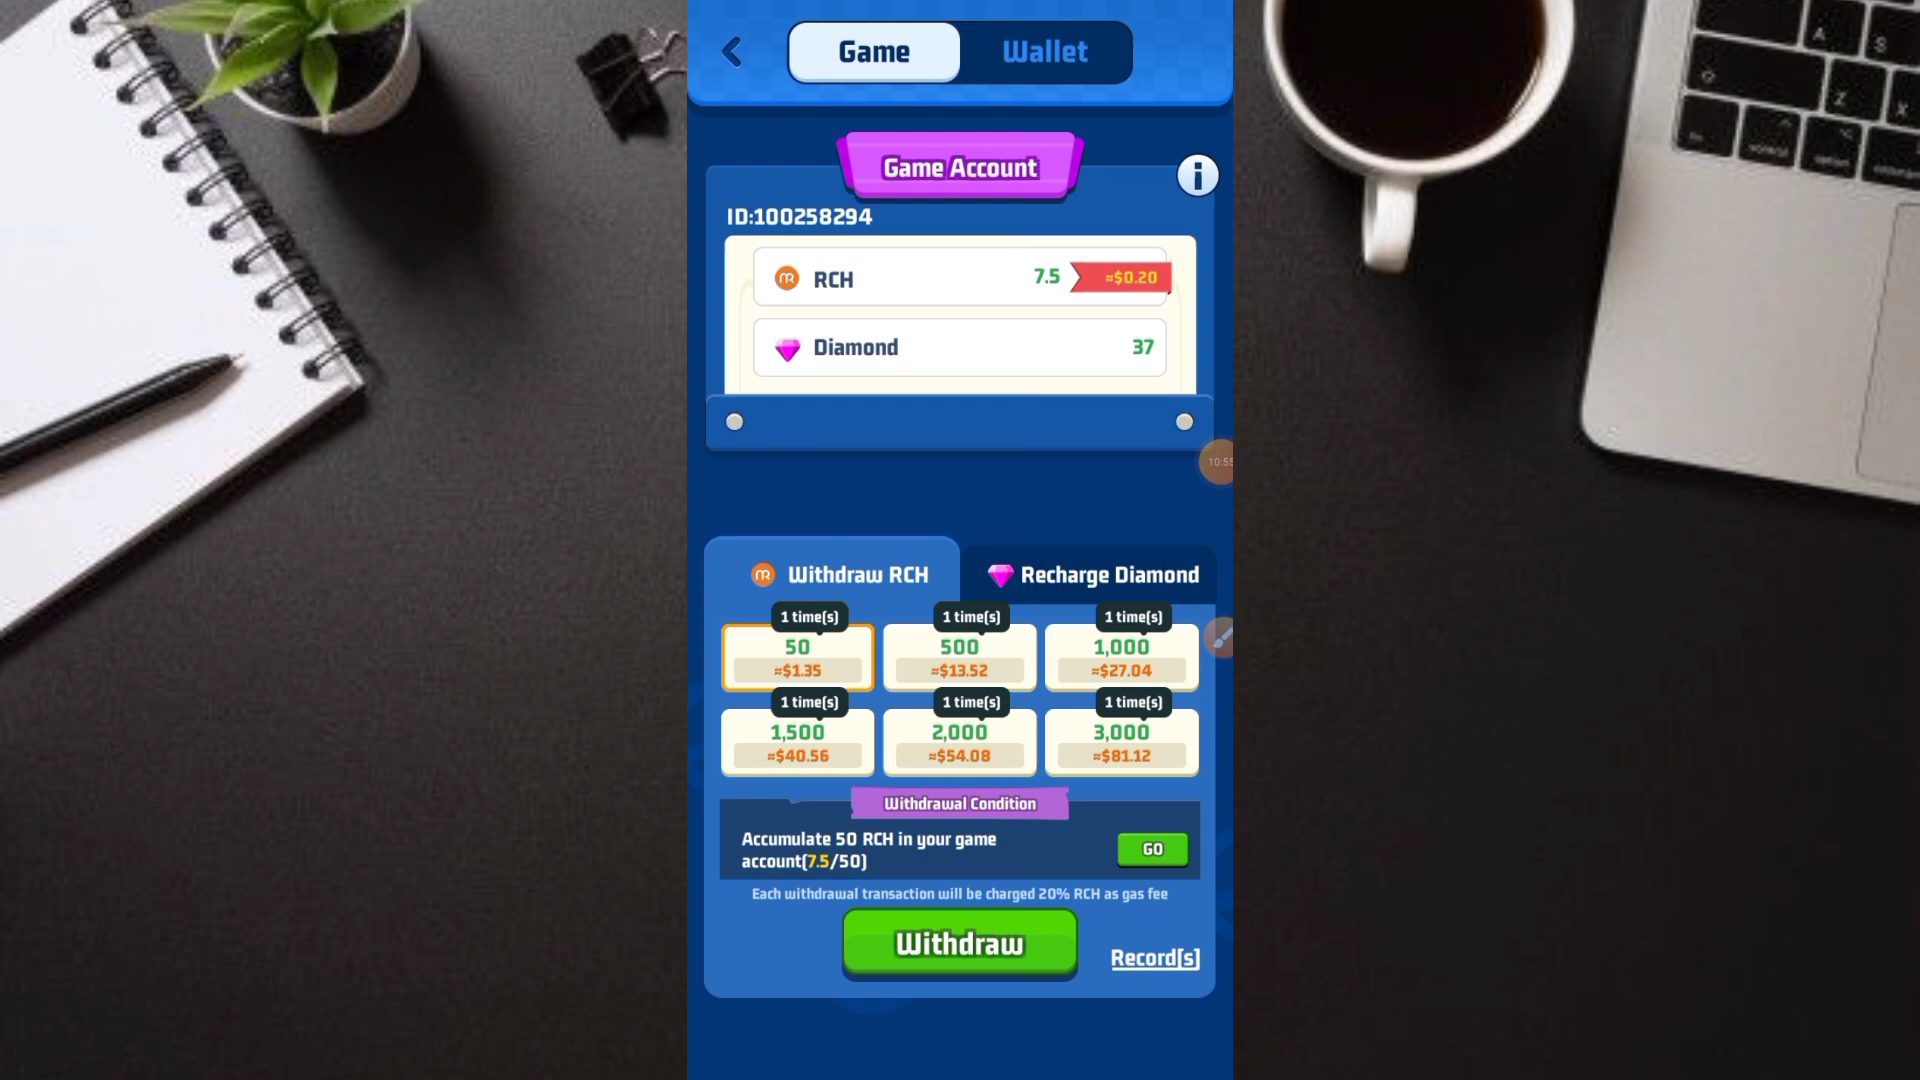 Game Wallet
Game Account
ID:100258294
RCH 7.5 ≈$0.20
Diamond 37
10:55
Withdraw RCH Recharge Diamond
1 time(s) 1 time(s) 1 time(s)
50 500 1,000
≈$1.35 ≈$13.52 ≈$27.04
1 time(s) 1 time(s) 1 time(s)
1,500 2,000 3,000
≈$40.56 ≈$54.08 ≈$81.12
Withdrawal Condition
Accumulate 50 RCH in your game
account(7.5/50)
GO
Each withdrawal transaction will be charged 20% RCH as gas fee
Withdraw
Record(s)
A
S
Z
X
control
option